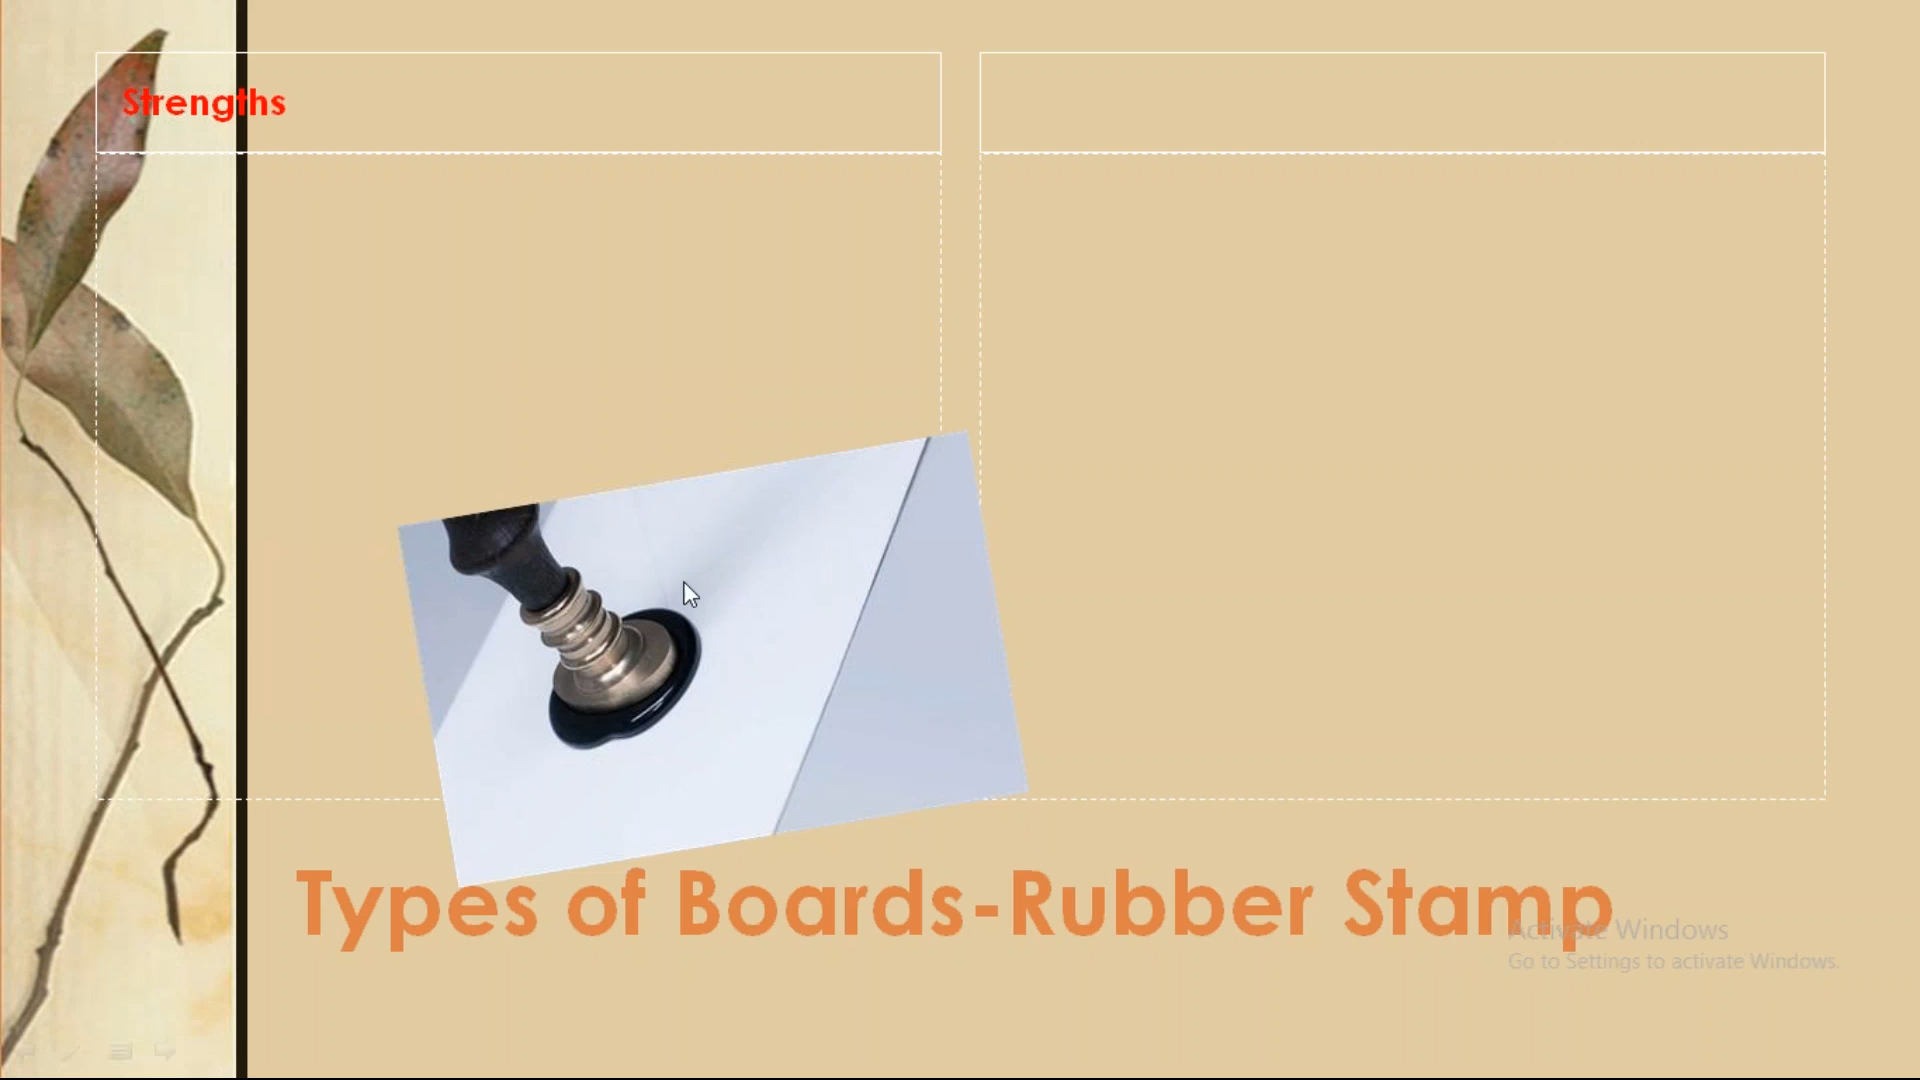 Strengths
Types of Boards-Rubber Stamp
Activate Windows
Go to Settings to activate Windows.